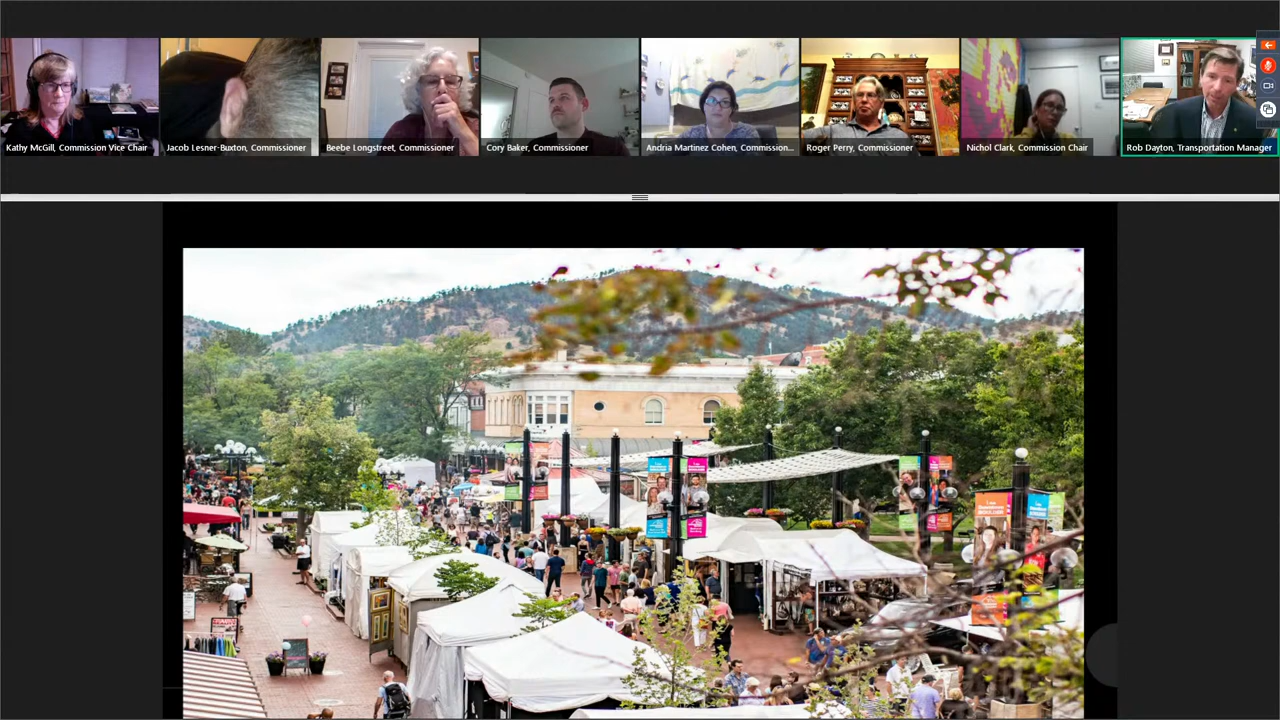 Kathy McGill, Commission Vice Chair
Jacob Lesner-Buxton, Commissioner
Beebe Longstreet, Commissioner
Cory Baker, Commissioner
Andria Martinez Cohen, Commission...
Roger Perry, Commissioner
Nichol Clark, Commission Chair
Rob Dayton, Transportation Manager